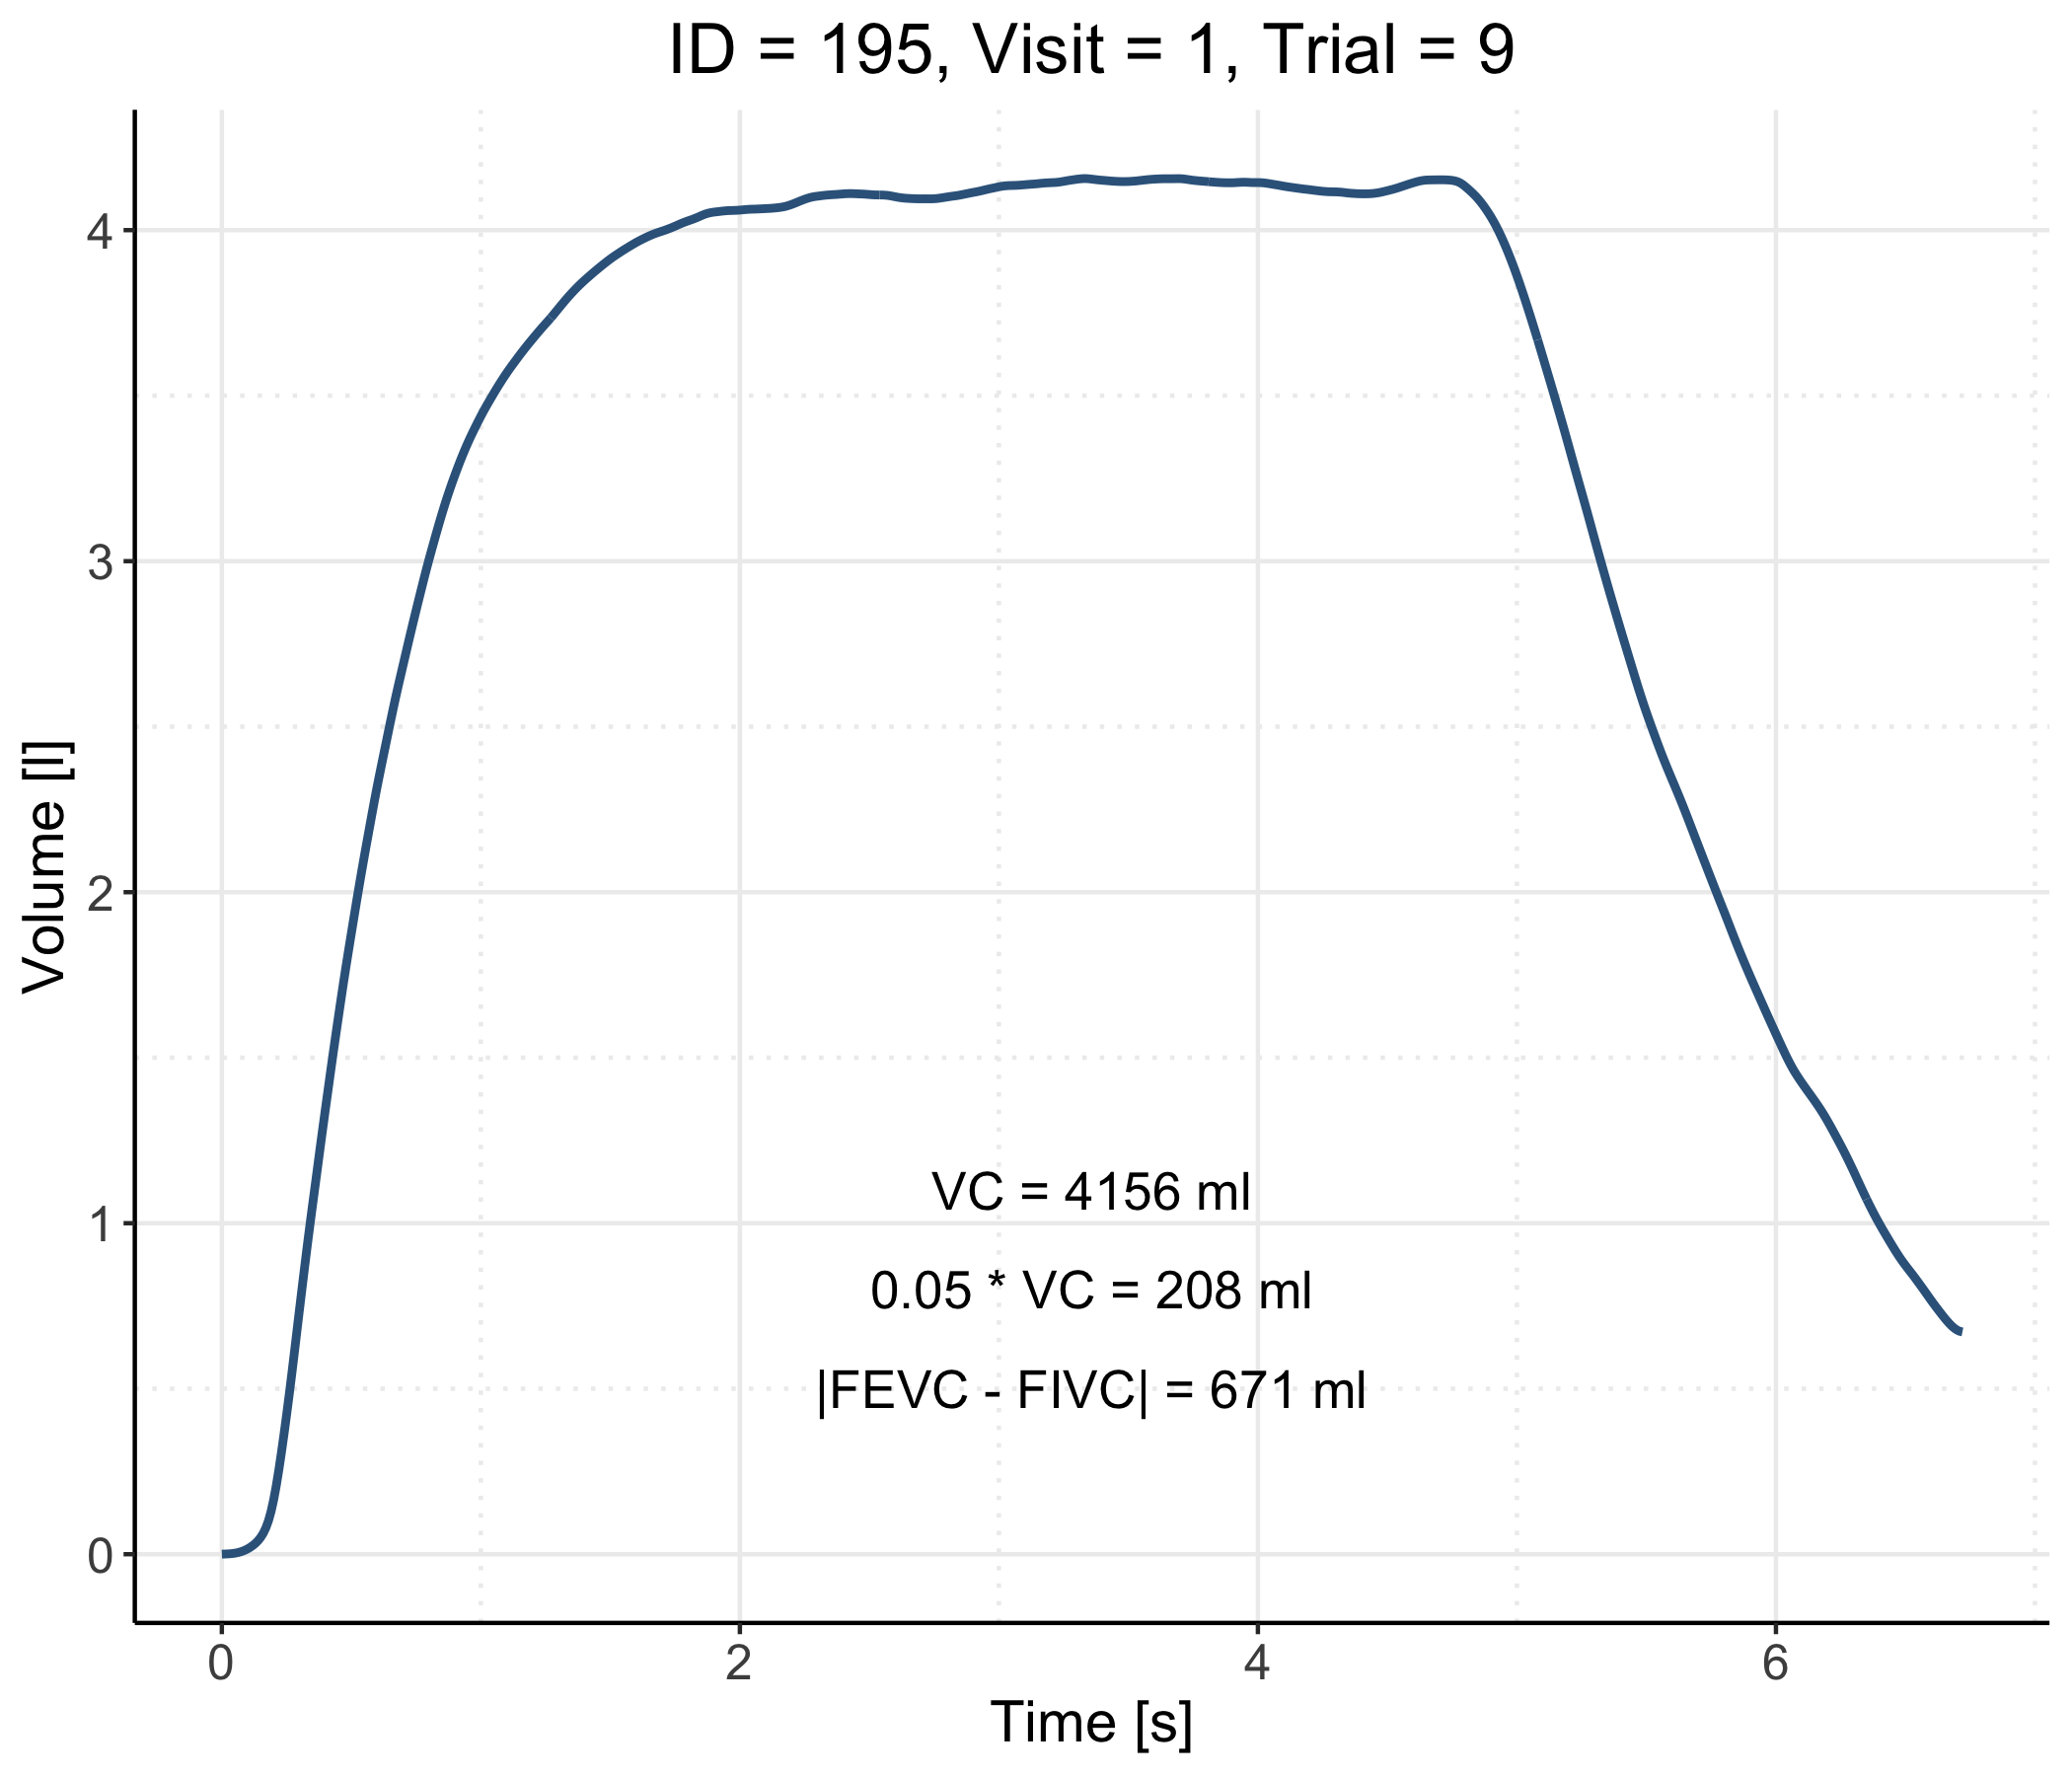 ID = 195, Visit = 1, Trial = 9
Volume [l]
4
3
2
1
0
VC = 4156 ml
0.05 * VC = 208 ml
|FEVC - FIVC| = 671 ml
0 2 4 6
Time [s]